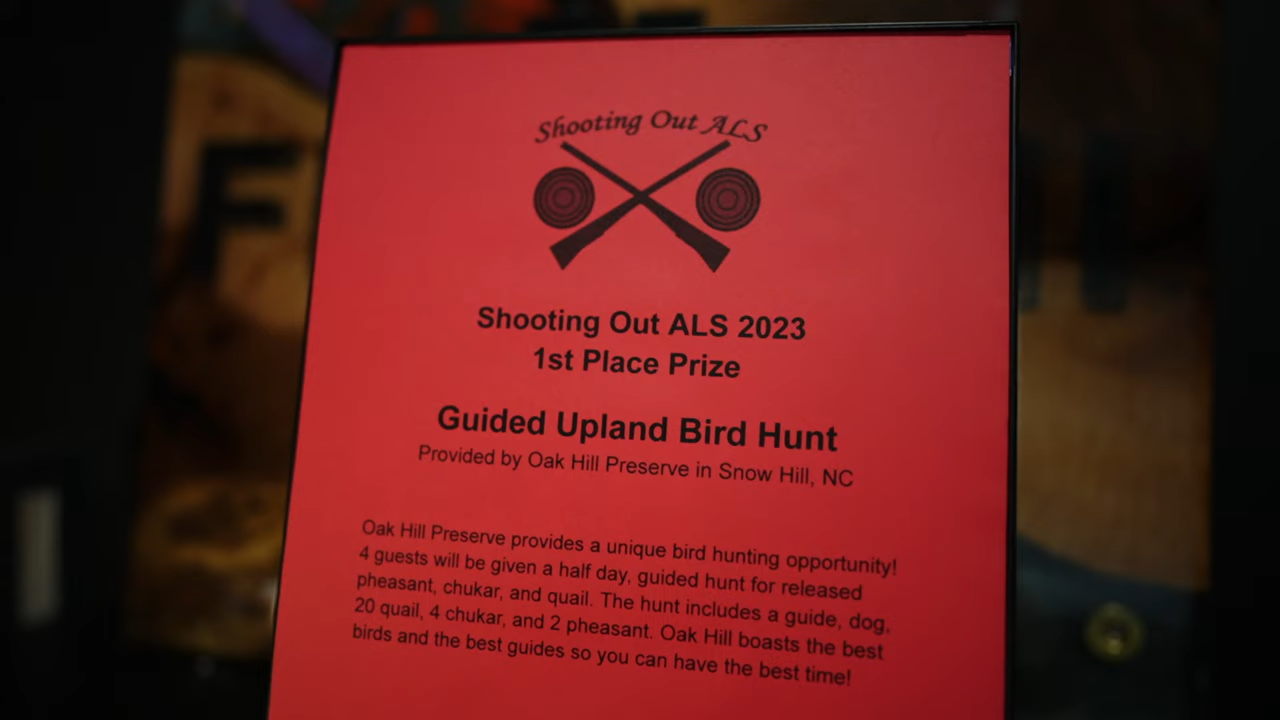 Shooting Out ALS
Shooting Out ALS 2023
1st Place Prize
Guided Upland Bird Hunt
Provided by Oak Hill Preserve in Snow Hill, NC
Oak Hill Preserve provides a unique bird hunting opportunity!
4 guests will be given a half day, guided hunt for released
pheasant, chukar, and quail. The hunt includes a guide, dog,
20 quail, 4 chukar, and 2 pheasant. Oak Hill boasts the best
birds and the best guides so you can have the best time!